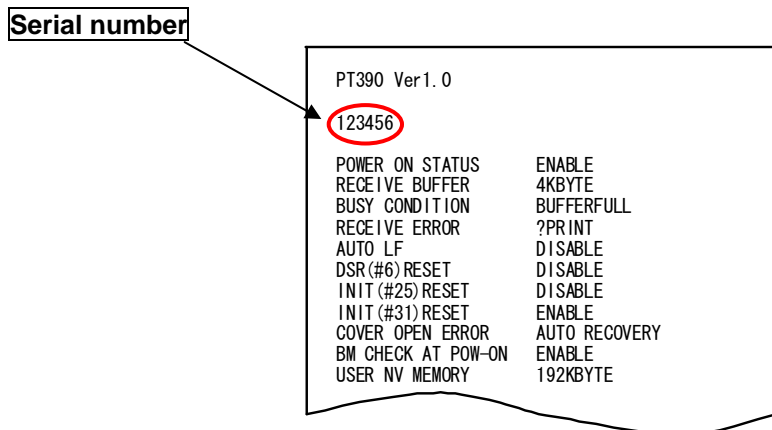 Serial number
PT390 Ver1.0
123456
POWER ON STATUS ENABLE
RECEIVE BUFFER 4KBYTE
BUSY CONDITION BUFFERFULL
RECEIVE ERROR ?PRINT
AUTO LF DISABLE
DSR(#6)RESET DISABLE
INIT(#25)RESET DISABLE
INIT(#31)RESET ENABLE
COVER OPEN ERROR AUTO RECOVERY
BM CHECK AT POW-ON ENABLE
USER NV MEMORY 192KBYTE